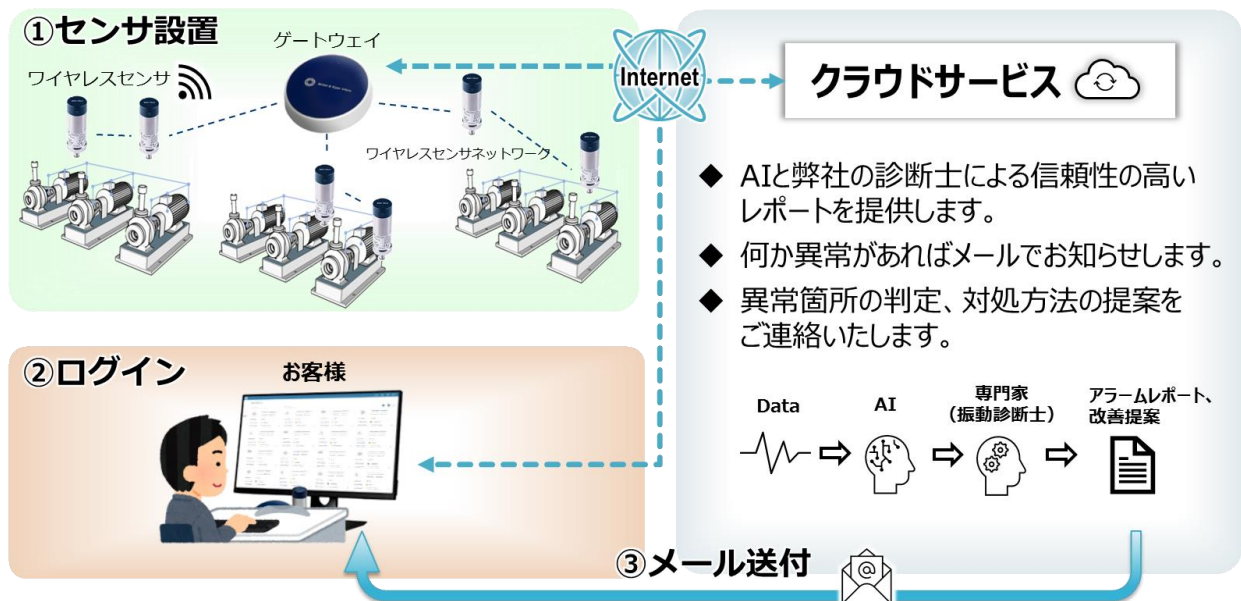 ①センサ設置
ゲートウェイ
ワイヤレスセンサ
ワイヤレスセンサネットワーク
Internet
クラウドサービス
◆ AIと弊社の診断士による信頼性の高い
レポートを提供します。
◆ 何か異常があればメールでお知らせします。
◆ 異常箇所の判定、対処方法の提案を
ご連絡いたします。
Data
AI
専門家
(振動診断士)
アラームレポート、
改善提案
②ログイン
お客様
③メール送付